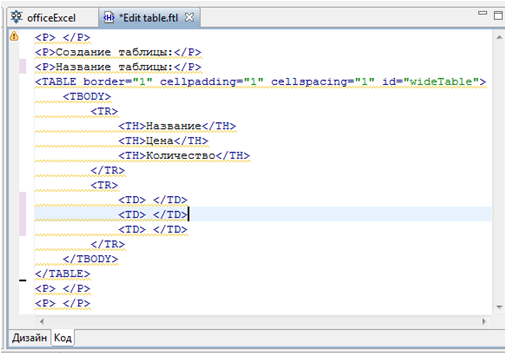 officeExcel *Edit table.ftl
<P> </P>
<P>Создание таблицы:</P>
<P>Название таблицы:</P>
<TABLE border="1" cellpadding="1" cellspacing="1" id="wideTable">
<TBODY>
<TR>
<TH>Название</TH>
<TH>Цена</TH>
<TH>Количество</TH>
</TR>
<TR>
<TD> </TD>
<TD> </TD>
<TD> </TD>
</TR>
</TBODY>
</TABLE>
<P> </P>
<P> </P>
Дизайн Код